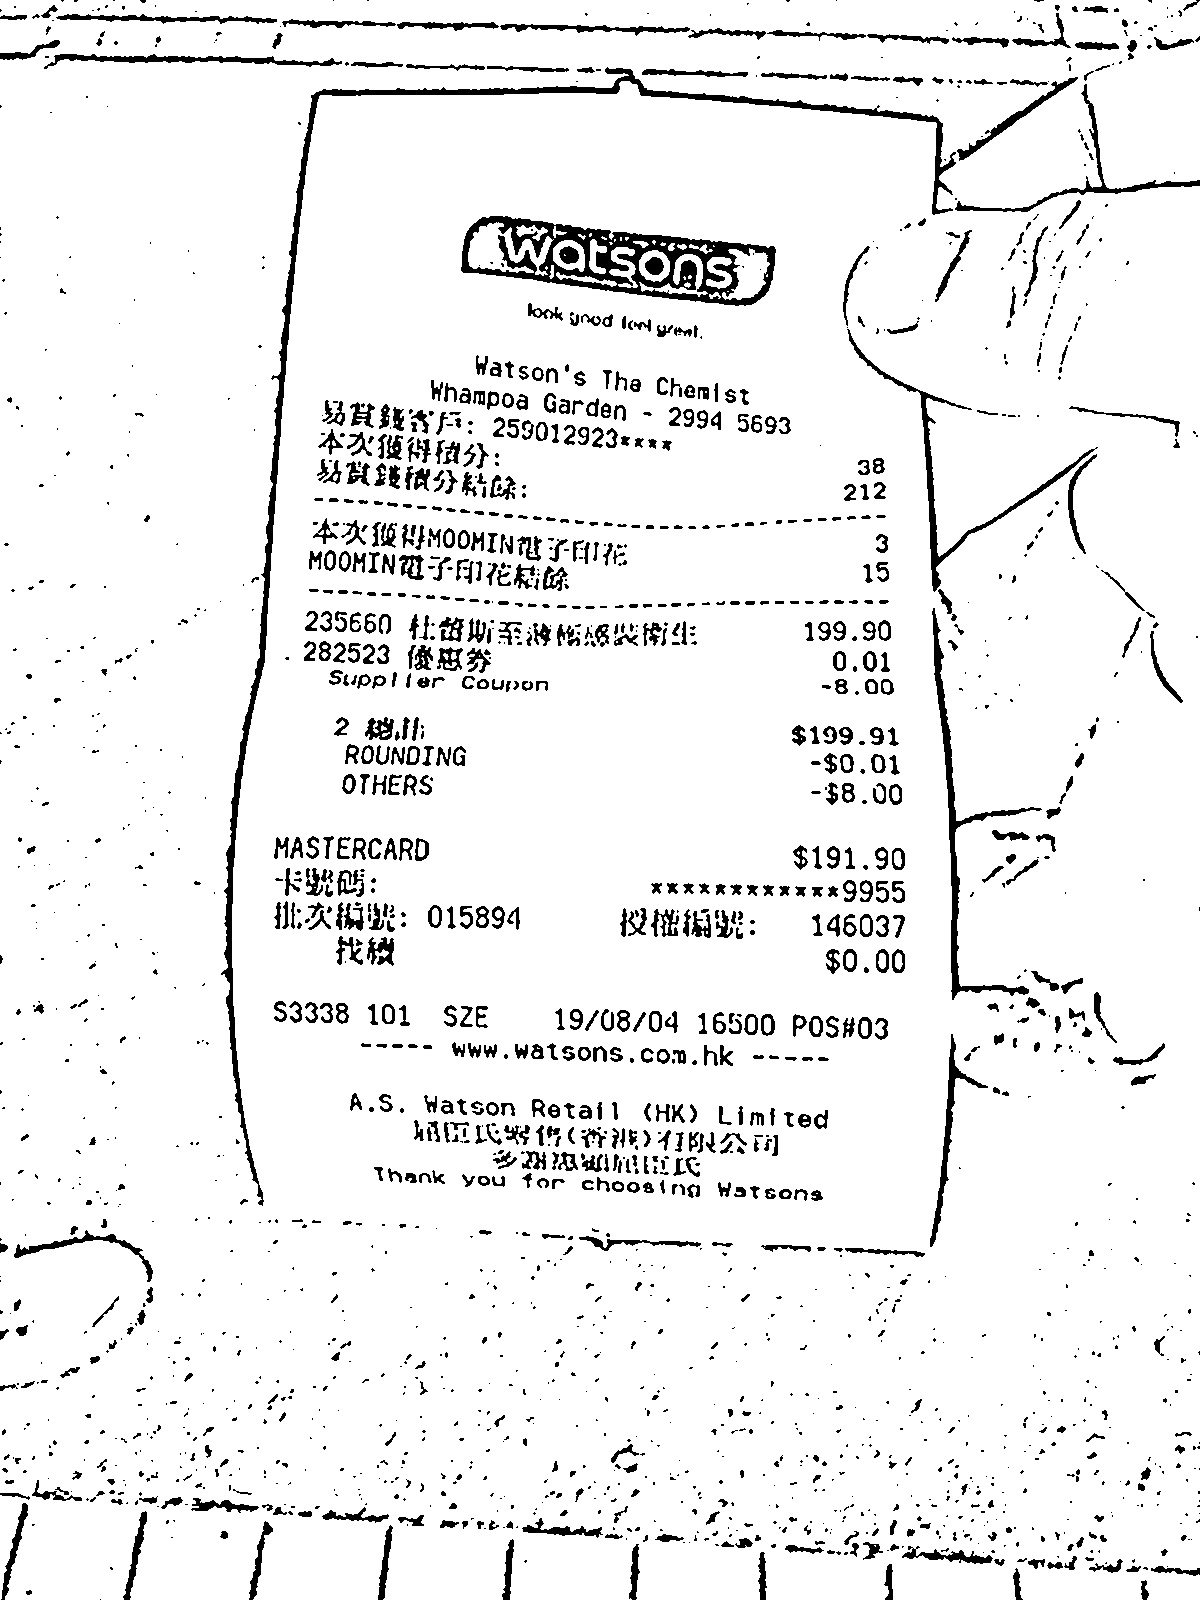 watsons
look good feel great.
Watson's The Chemist
Whampoa Garden - 2994 5693
易賞錢客戶: 259012923****
本次獲得積分: 38
易賞錢積分結餘: 212
本次獲得MOOMIN電子印花 3
MOOMIN電子印花結餘 15
235660 杜蕾斯至薄幻隱裝衛生 199.90
282523 優惠券 0.01
Supplier Coupon -8.00
2 總計 $199.91
ROUNDING -$0.01
OTHERS -$8.00
MASTERCARD $191.90
卡號碼: ************9955
批次編號: 015894 授權編號: 146037
找續 $0.00
S3338 101 SZE 19/08/04 16500 POS#03
----- www.watsons.com.hk -----
A.S. Watson Retail (HK) Limited
屈臣氏零售(香港)有限公司
多謝惠顧屈臣氏
Thank you for choosing Watsons